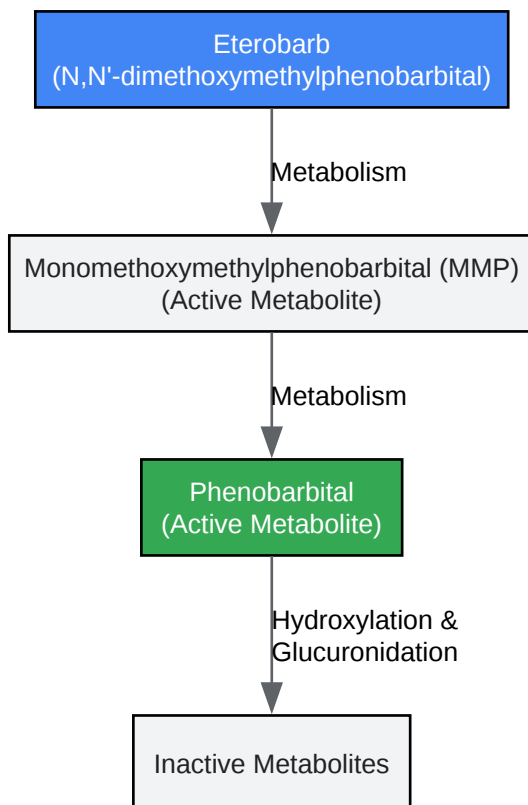 Eterobarb
(N,N'-dimethoxymethylphenobarbital)
Metabolism
Monomethoxymethylphenobarbital (MMP)
(Active Metabolite)
Metabolism
Phenobarbital
(Active Metabolite)
Hydroxylation &
Glucuronidation
Inactive Metabolites